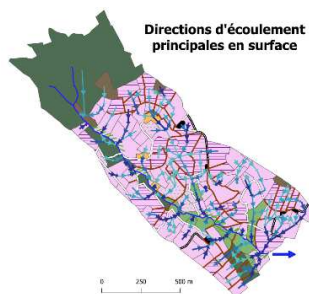 Directions d'écoulement
principales en surface
0 250 500 m